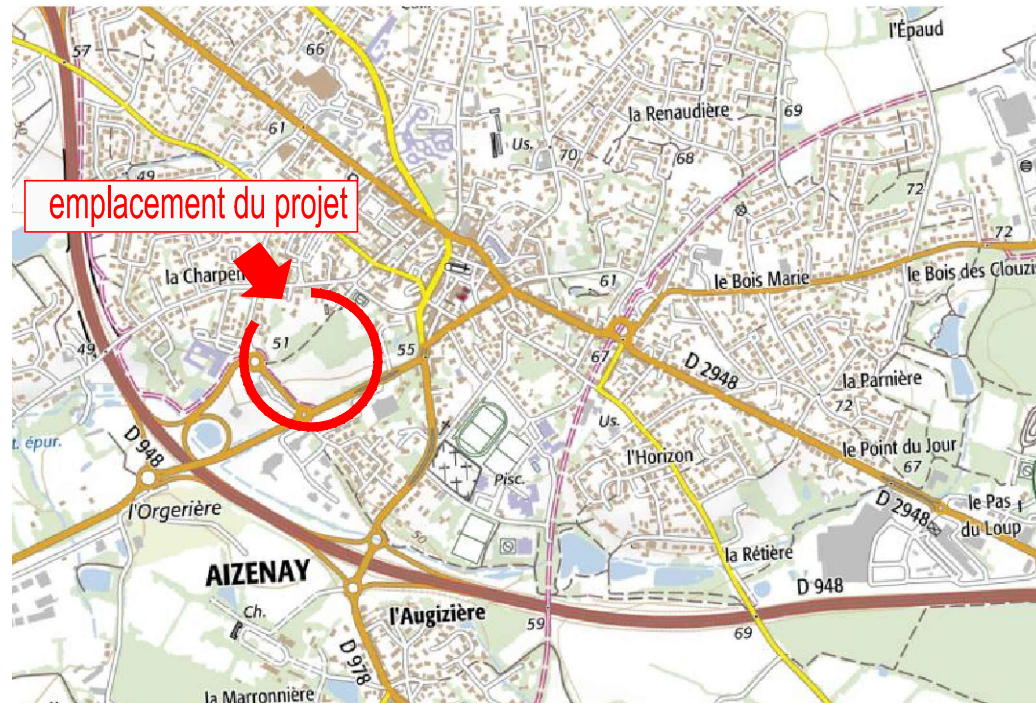 l'Épaud
57
66
la Renaudière
69
61
Us.
70
68
49
72
emplacement du projet
72
la Charpen
61
le Bois Marie
le Bois des Clouzi
51
55
49
67
D 2948
la Parnière
72
t. épur.
D 948
Us.
l'Horizon
le Point du Jour
67
Pisc.
l'Orgerière
D 2948
le Pas
du Loup
50
la Rétière
AIZENAY
D 948
Ch.
l'Augizière
59
69
D 978
la Marronnière